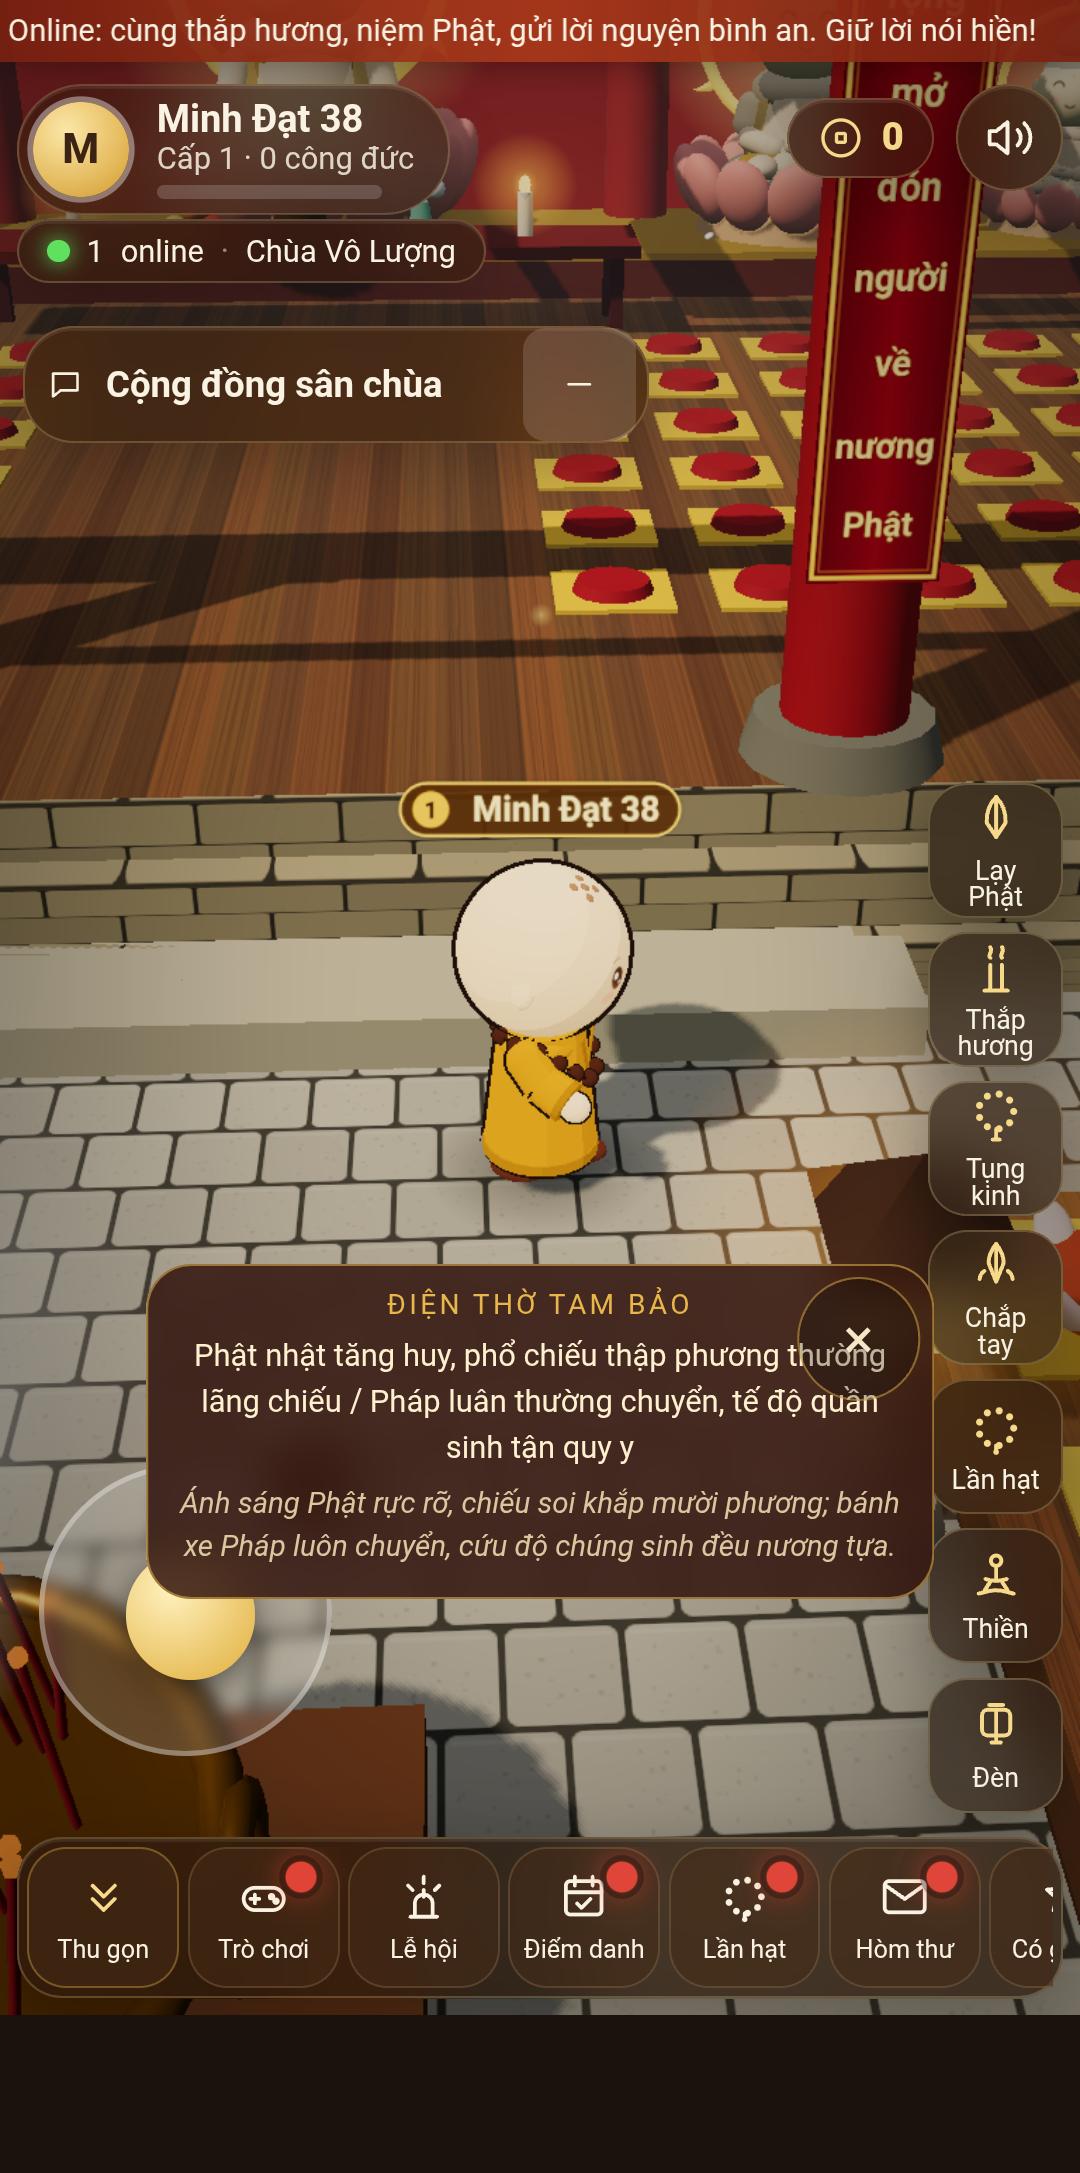 Online: cùng thắp hương, niệm Phật, gửi lời nguyện bình an. Giữ lời nói hiền!
M
Minh Đạt 38
Cấp 1 · 0 công đức
0
1 online · Chùa Vô Lượng
Cộng đồng sân chùa
mở
đón
người
về
nương
Phật
1 Minh Đạt 38
Lạy
Phật
Thắp
hương
Tụng
kinh
Chắp
tay
Lần hạt
Thiền
Đèn
ĐIỆN THỜ TAM BẢO
Phật nhật tăng huy, phổ chiếu thập phương thường
lãng chiếu / Pháp luân thường chuyển, tế độ quần
sinh tận quy y
Ánh sáng Phật rực rỡ, chiếu soi khắp mười phương; bánh
xe Pháp luôn chuyển, cứu độ chúng sinh đều nương tựa.
Thu gọn
Trò chơi
Lễ hội
Điểm danh
Lần hạt
Hòm thư
Có